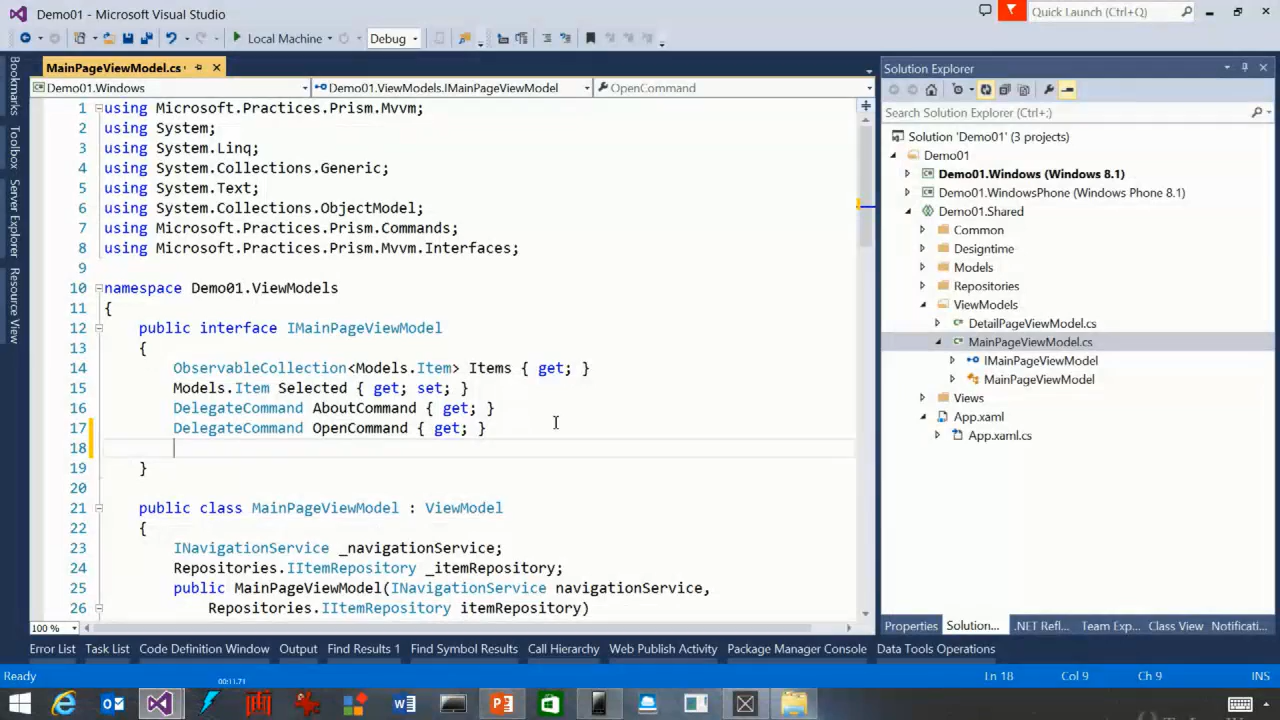 Demo01 - Microsoft Visual Studio
Quick Launch (Ctrl+Q)
Local Machine
Debug
MainPageViewModel.cs
Demo01.Windows
Demo01.ViewModels.IMainPageViewModel
OpenCommand
Bookmarks
Toolbox
Server Explorer
Resource View
1 using Microsoft.Practices.Prism.Mvvm;
2 using System;
3 using System.Linq;
4 using System.Collections.Generic;
5 using System.Text;
6 using System.Collections.ObjectModel;
7 using Microsoft.Practices.Prism.Commands;
8 using Microsoft.Practices.Prism.Mvvm.Interfaces;
9
10 namespace Demo01.ViewModels
11 {
12 public interface IMainPageViewModel
13 {
14 ObservableCollection<Models.Item> Items { get; }
15 Models.Item Selected { get; set; }
16 DelegateCommand AboutCommand { get; }
17 DelegateCommand OpenCommand { get; }
18
19 }
20
21 public class MainPageViewModel : ViewModel
22 {
23 INavigationService _navigationService;
24 Repositories.IItemRepository _itemRepository;
25 public MainPageViewModel(INavigationService navigationService,
26 Repositories.IItemRepository itemRepository)
100 %
Solution Explorer
Search Solution Explorer (Ctrl+;)
Solution 'Demo01' (3 projects)
Demo01
Demo01.Windows (Windows 8.1)
Demo01.WindowsPhone (Windows Phone 8.1)
Demo01.Shared
Common
Designtime
Models
Repositories
ViewModels
DetailPageViewModel.cs
MainPageViewModel.cs
IMainPageViewModel
MainPageViewModel
Views
App.xaml
App.xaml.cs
Properties
Solution...
.NET Refl...
Team Exp...
Class View
Notificati...
Error List
Task List
Code Definition Window
Output
Find Results 1
Find Symbol Results
Call Hierarchy
Web Publish Activity
Package Manager Console
Data Tools Operations
Ready
00:11.71
Ln 18
Col 9
Ch 9
INS